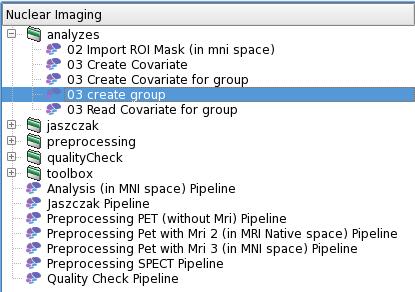 Nuclear Imaging
analyzes
02 Import ROI Mask (in mni space)
03 Create Covariate
03 Create Covariate for group
03 create group
03 Read Covariate for group
jaszczak
preprocessing
qualityCheck
toolbox
Analysis (in MNI space) Pipeline
Jaszczak Pipeline
Preprocessing PET (without Mri) Pipeline
Preprocessing Pet with Mri 2 (in MRI Native space) Pipeline
Preprocessing Pet with Mri 3 (in MNI space) Pipeline
Preprocessing SPECT Pipeline
Quality Check Pipeline